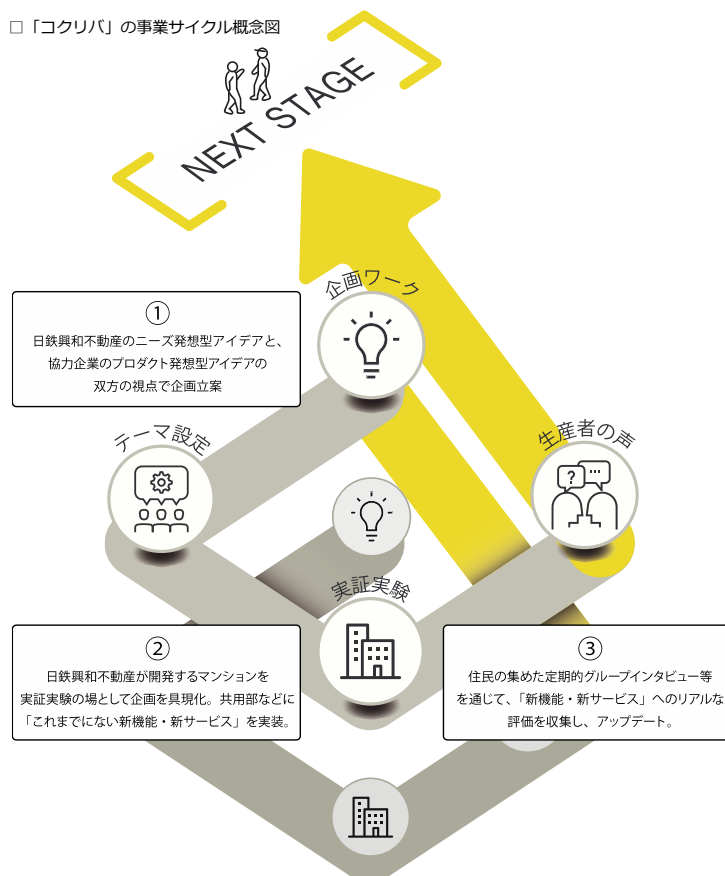 □「コクリバ」の事業サイクル概念図
NEXT STAGE
企画ワーク
①
日鉄興和不動産のニーズ発想型アイデアと、
協力企業のプロダクト発想型アイデアの
双方の視点で企画立案
テーマ設定
生産者の声
?
実証実験
②
日鉄興和不動産が開発するマンションを
実証実験の場として企画を具現化。共用部などに
「これまでにない新機能・新サービス」を実装。
③
住民の集めた定期的グループインタビュー等
を通じて、「新機能・新サービス」へのリアルな
評価を収集し、アップデート。